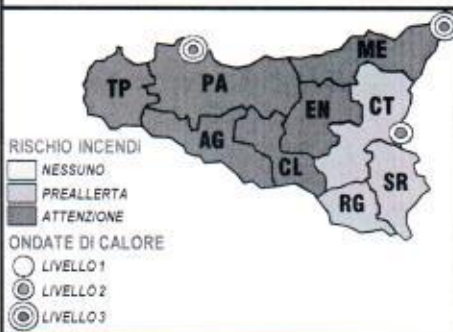 ME
TP
PA
EN
CT
AG
CL
SR
RG
RISCHIO INCENDI
NESSUNO
PREALLERTA
ATTENZIONE
ONDATE DI CALORE
LIVELLO 1
LIVELLO 2
LIVELLO 3